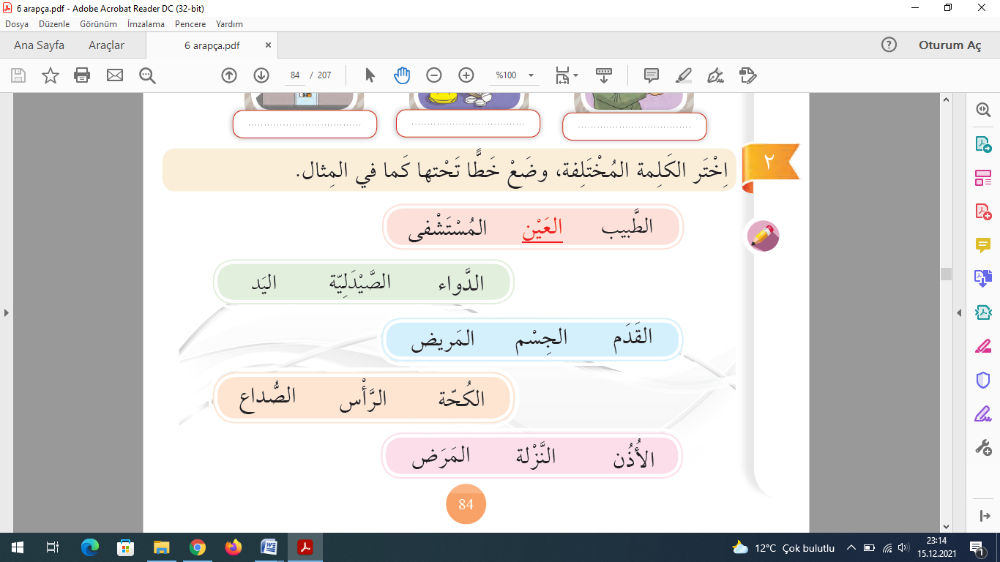 6 arapça.pdf - Adobe Acrobat Reader DC (32-bit)
Dosya Düzenle Görünüm İmzalama Pencere Yardım
Ana Sayfa Araçlar 6 arapça.pdf × ? Oturum Aç
84 / 207 %100
................................... ................................... ...................................
٢
اِخْتَر الكَلِمة المُخْتَلِفة، وضَعْ خَطًّا تَحْتها كَما في المِثال.
الطَّبيب العَيْن المُسْتَشْفى
الدَّواء الصَّيْدَلِيّة اليَد
القَدَم الجِسْم المَريض
الكُحّة الرَّأْس الصُّداع
الأُذُن النَّزْلة المَرَض
84
12°C Çok bulutlu 23:14
15.12.2021 1